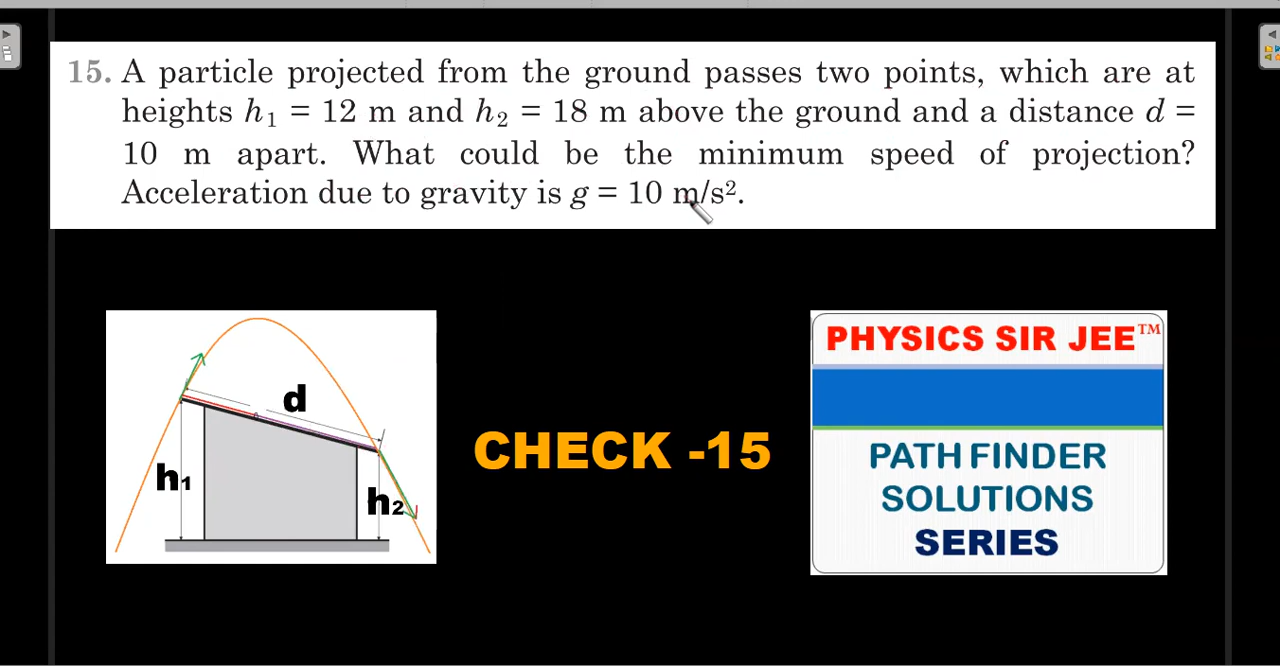 15. A particle projected from the ground passes two points, which are at
heights h₁ = 12 m and h₂ = 18 m above the ground and a distance d =
10 m apart. What could be the minimum speed of projection?
Acceleration due to gravity is g = 10 m/s².
d
h₁
h₂
CHECK -15
PHYSICS SIR JEE™
PATH FINDER
SOLUTIONS
SERIES